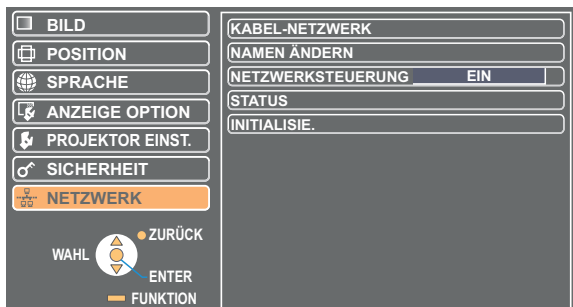 BILD
POSITION
SPRACHE
ANZEIGE OPTION
PROJEKTOR EINST.
SICHERHEIT
NETZWERK
ZURÜCK
WAHL
ENTER
FUNKTION
KABEL-NETZWERK
NAMEN ÄNDERN
NETZWERKSTEUERUNG EIN
STATUS
INITIALISIE.